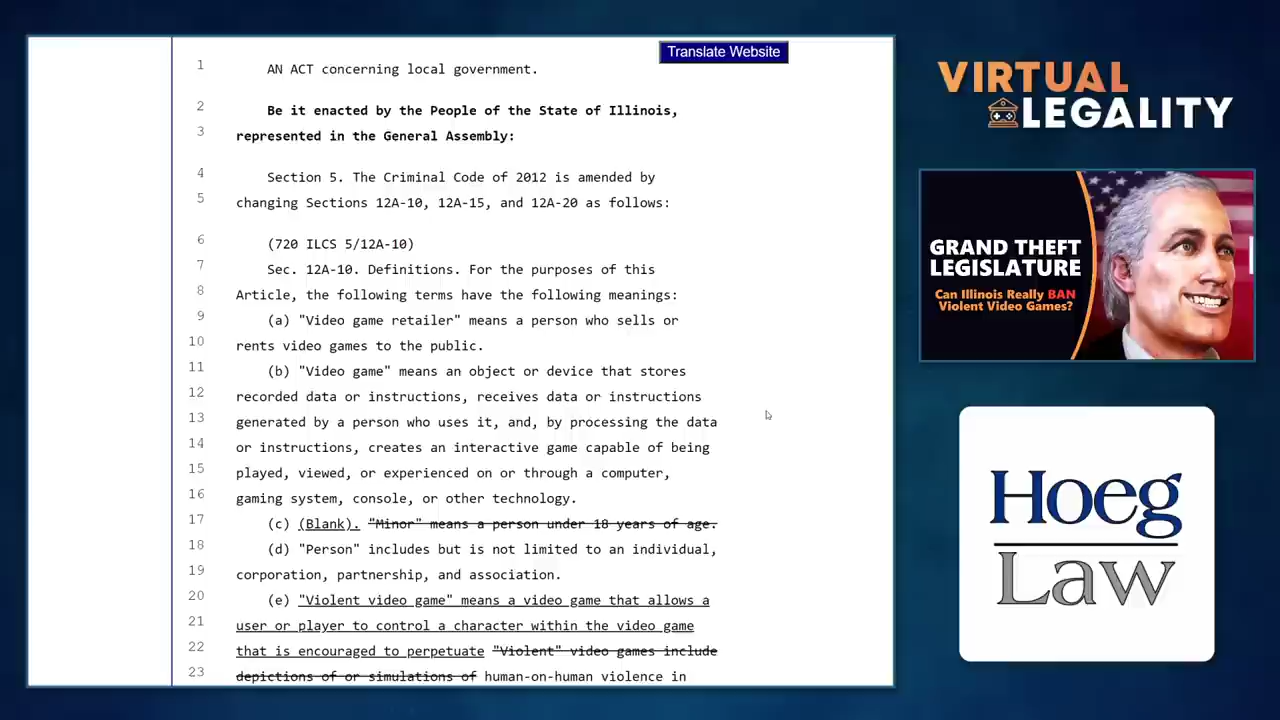 Translate Website
1 AN ACT concerning local government.
2 Be it enacted by the People of the State of Illinois,
3 represented in the General Assembly:
4 Section 5. The Criminal Code of 2012 is amended by
5 changing Sections 12A-10, 12A-15, and 12A-20 as follows:
6 (720 ILCS 5/12A-10)
7 Sec. 12A-10. Definitions. For the purposes of this
8 Article, the following terms have the following meanings:
9 (a) "Video game retailer" means a person who sells or
10 rents video games to the public.
11 (b) "Video game" means an object or device that stores
12 recorded data or instructions, receives data or instructions
13 generated by a person who uses it, and, by processing the data
14 or instructions, creates an interactive game capable of being
15 played, viewed, or experienced on or through a computer,
16 gaming system, console, or other technology.
17 (c) (Blank). "Minor" means a person under 18 years of age.
18 (d) "Person" includes but is not limited to an individual,
19 corporation, partnership, and association.
20 (e) "Violent video game" means a video game that allows a
21 user or player to control a character within the video game
22 that is encouraged to perpetuate "Violent" video games include
23 depictions of or simulations of human-on-human violence in
VIRTUAL
LEGALITY
GRAND THEFT
LEGISLATURE
Can Illinois Really BAN
Violent Video Games?
Hoeg
Law